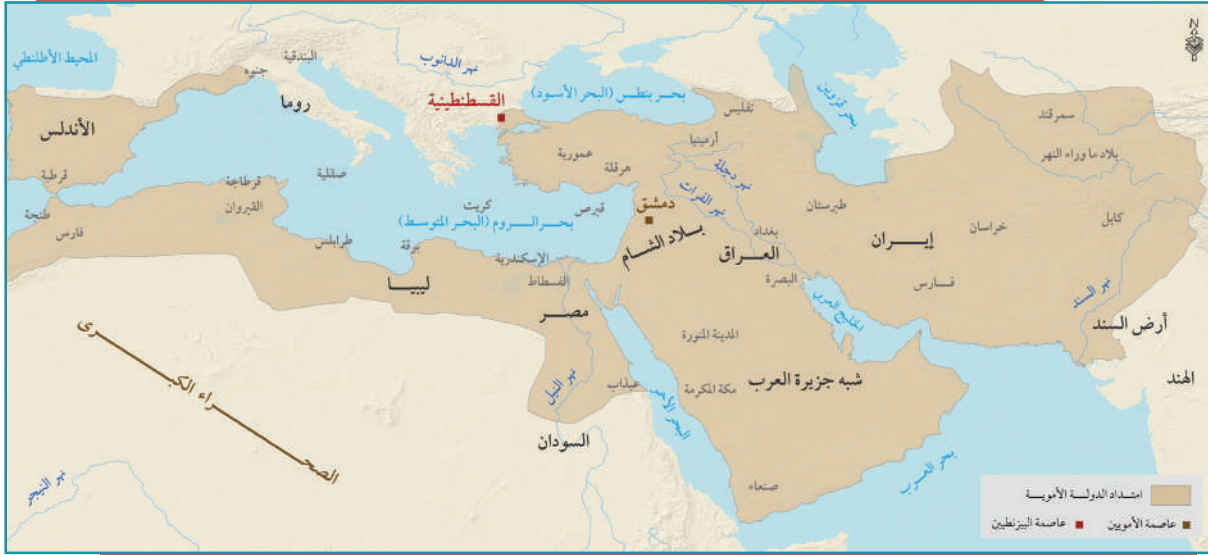 N
المحيط الأطلنطي
البندقية
جنوه
نهر الدانوب
روما
القسطنطينية
بحر بنطس (البحر الأسود)
تفليس
بحر قزوين
سمرقند
بلاد ما وراء النهر
الأندلس
قرطبة
طنجة
فارس
صقلية
قرطاجة
القيروان
طرابلس
برقة
كريت
قبرص
بحر الروم (البحر المتوسط)
عمورية
هرقلة
أرمينيا
نهر دجلة
نهر الفرات
دمشق
بلاد الشام
طبرستان
خراسان
كابل
إيران
فارس
بغداد
العراق
البصرة
الخليج العربي
نهر السند
أرض السند
الهند
الإسكندرية
الفسطاط
ليبيا
مصر
نهر النيل
عيذاب
السودان
البحر الأحمر
المدينة المنورة
مكة المكرمة
شبه جزيرة العرب
صنعاء
بحر العرب
الصحراء الكبرى
نهر النيجر
امتداد الدولة الأموية
عاصمة الأمويين
عاصمة البيزنطيين